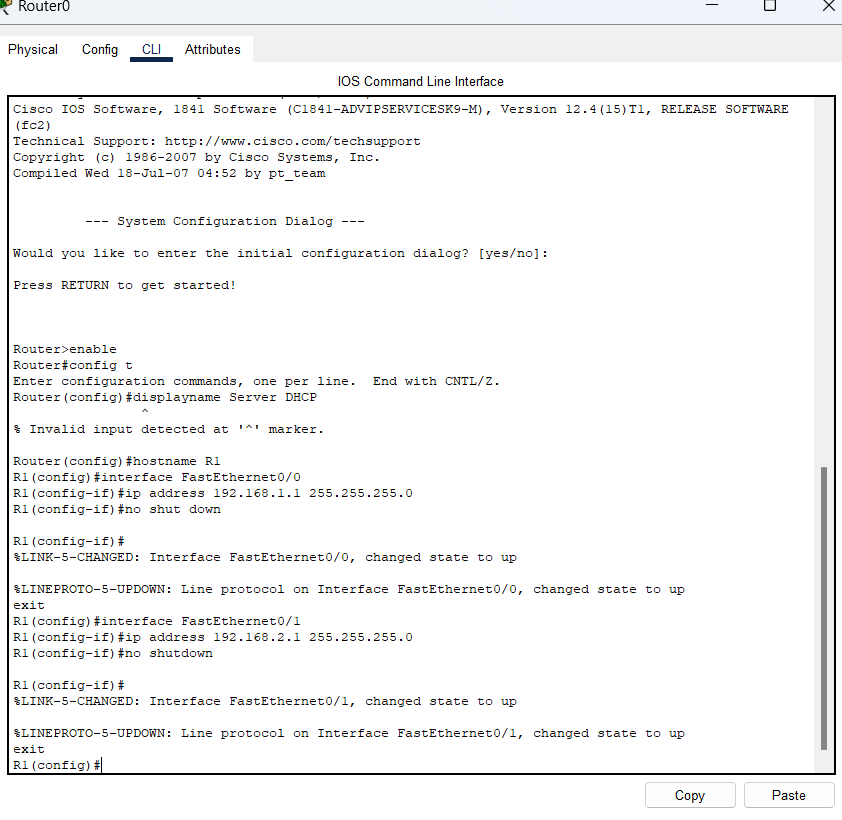 Router0
Physical Config CLI Attributes
IOS Command Line Interface
Cisco IOS Software, 1841 Software (C1841-ADVIPSERVICESK9-M), Version 12.4(15)T1, RELEASE SOFTWARE
(fc2)
Technical Support: http://www.cisco.com/techsupport
Copyright (c) 1986-2007 by Cisco Systems, Inc.
Compiled Wed 18-Jul-07 04:52 by pt_team
--- System Configuration Dialog ---
Would you like to enter the initial configuration dialog? [yes/no]:
Press RETURN to get started!
Router>enable
Router#config t
Enter configuration commands, one per line.  End with CNTL/Z.
Router(config)#displayname Server DHCP
^
% Invalid input detected at '^' marker.
Router(config)#hostname R1
R1(config)#interface FastEthernet0/0
R1(config-if)#ip address 192.168.1.1 255.255.255.0
R1(config-if)#no shut down
R1(config-if)#
%LINK-5-CHANGED: Interface FastEthernet0/0, changed state to up
%LINEPROTO-5-UPDOWN: Line protocol on Interface FastEthernet0/0, changed state to up
exit
R1(config)#interface FastEthernet0/1
R1(config-if)#ip address 192.168.2.1 255.255.255.0
R1(config-if)#no shutdown
R1(config-if)#
%LINK-5-CHANGED: Interface FastEthernet0/1, changed state to up
%LINEPROTO-5-UPDOWN: Line protocol on Interface FastEthernet0/1, changed state to up
exit
R1(config)#
Copy Paste